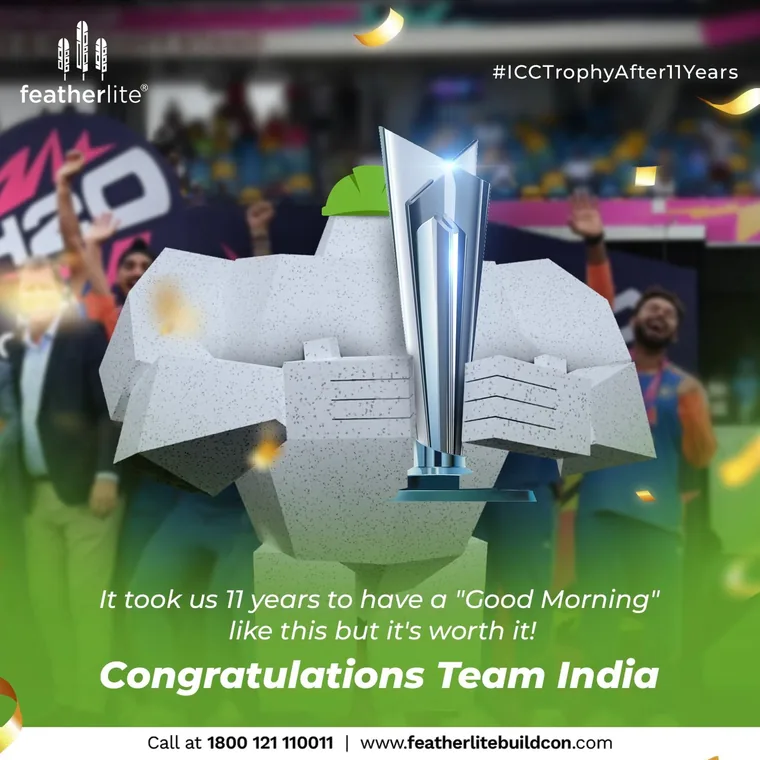 featherlite®
#ICCTrophyAfter11Years
It took us 11 years to have a "Good Morning"
like this but it's worth it!
Congratulations Team India
Call at 1800 121 110011 | www.featherlitebuildcon.com